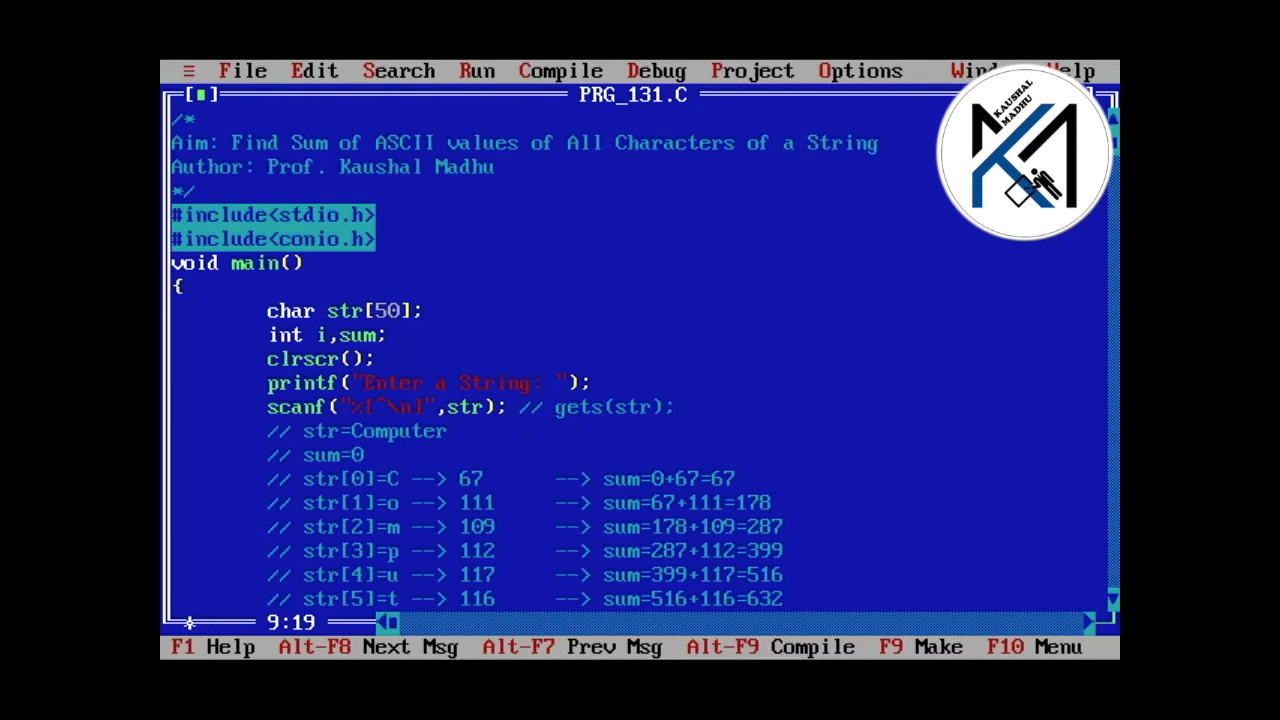 ≡ File Edit Search Run Compile Debug Project Options Help
PRG_131.C
KAUSHAL
MADHU
/*
Aim: Find Sum of ASCII values of All Characters of a String
Author: Prof. Kaushal Madhu
*/
#include<stdio.h>
#include<conio.h>
void main()
{
char str[50];
int i,sum;
clrscr();
printf("Enter a String: ");
scanf("%[^\n]",str); // gets(str);
// str=Computer
// sum=0
// str[0]=C --> 67 --> sum=0+67=67
// str[1]=o --> 111 --> sum=67+111=178
// str[2]=m --> 109 --> sum=178+109=287
// str[3]=p --> 112 --> sum=287+112=399
// str[4]=u --> 117 --> sum=399+117=516
// str[5]=t --> 116 --> sum=516+116=632
9:19
F1 Help Alt-F8 Next Msg Alt-F7 Prev Msg Alt-F9 Compile F9 Make F10 Menu